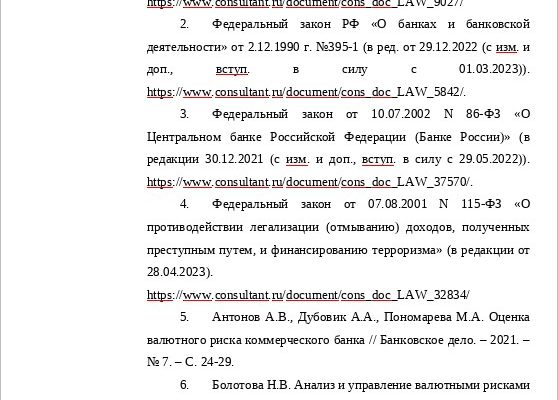 https://www.consultant.ru/document/cons_doc_LAW_9027/
2. Федеральный закон РФ «О банках и банковской
деятельности» от 2.12.1990 г. №395-1 (в ред. от 29.12.2022 (с изм. и
доп., вступ. в силу с 01.03.2023)).
https://www.consultant.ru/document/cons_doc_LAW_5842/.
3. Федеральный закон от 10.07.2002 N 86-ФЗ «О
Центральном банке Российской Федерации (Банке России)» (в
редакции 30.12.2021 (с изм. и доп., вступ. в силу с 29.05.2022)).
https://www.consultant.ru/document/cons_doc_LAW_37570/.
4. Федеральный закон от 07.08.2001 N 115-ФЗ «О
противодействии легализации (отмыванию) доходов, полученных
преступным путем, и финансированию терроризма» (в редакции от
28.04.2023).
https://www.consultant.ru/document/cons_doc_LAW_32834/
5. Антонов А.В., Дубовик А.А., Пономарева М.А. Оценка
валютного риска коммерческого банка // Банковское дело. – 2021. –
№ 7. – С. 24-29.
6. Болотова Н.В. Анализ и управление валютными рисками